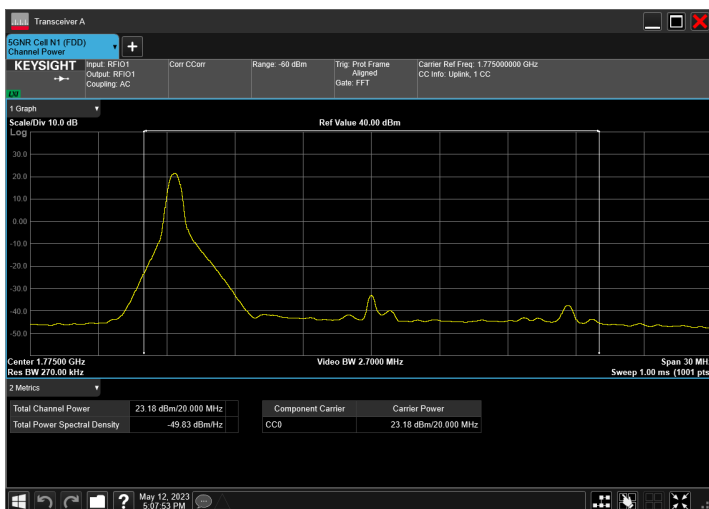 Transceiver A
5GNR Cell N1 (FDD)
Channel Power
KEYSIGHT
Input: RFIO1
Output: RFIO1
Coupling: AC
Corr CCorr
Range: -60 dBm
Trig: Prot Frame
Aligned
Gate: FFT
Carrier Ref Freq: 1.775000000 GHz
CC Info: Uplink, 1 CC
LXI
1 Graph
Scale/Div 10.0 dB
Ref Value 40.00 dBm
Log
30.0
20.0
10.0
0.00
-10.0
-20.0
-30.0
-40.0
-50.0
Center 1.77500 GHz
Video BW 2.7000 MHz
Span 30 MHz
Res BW 270.00 kHz
Sweep 1.00 ms (1001 pts
2 Metrics
Total Channel Power 23.18 dBm/20.000 MHz
Total Power Spectral Density -49.83 dBm/Hz
Component Carrier Carrier Power
CC0 23.18 dBm/20.000 MHz
May 12, 2023
5:07:53 PM